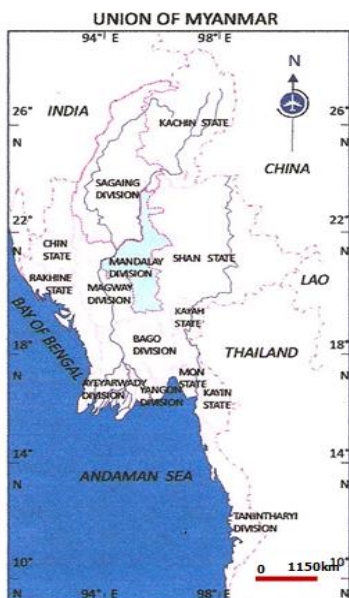 UNION OF MYANMAR
94° E
98° E
N
26°
N
26°
N
INDIA
KACHIN STATE
CHINA
SAGAING
DIVISION
22°
N
22°
N
CHIN
STATE
MANDALAY
DIVISION
SHAN STATE
LAO
RAKHINE
STATE
MAGWAY
DIVISION
KAYAH
STATE
BAY OF BENGAL
BAGO
DIVISION
THAILAND
18°
N
18°
N
AYEYARWADY
DIVISION
YANGON
DIVISION
MON
STATE
KAYIN
STATE
14°
N
14°
N
ANDAMAN SEA
TANINTHARYI
DIVISION
10°
N
10°
N
0 1150km
94° E
98° E